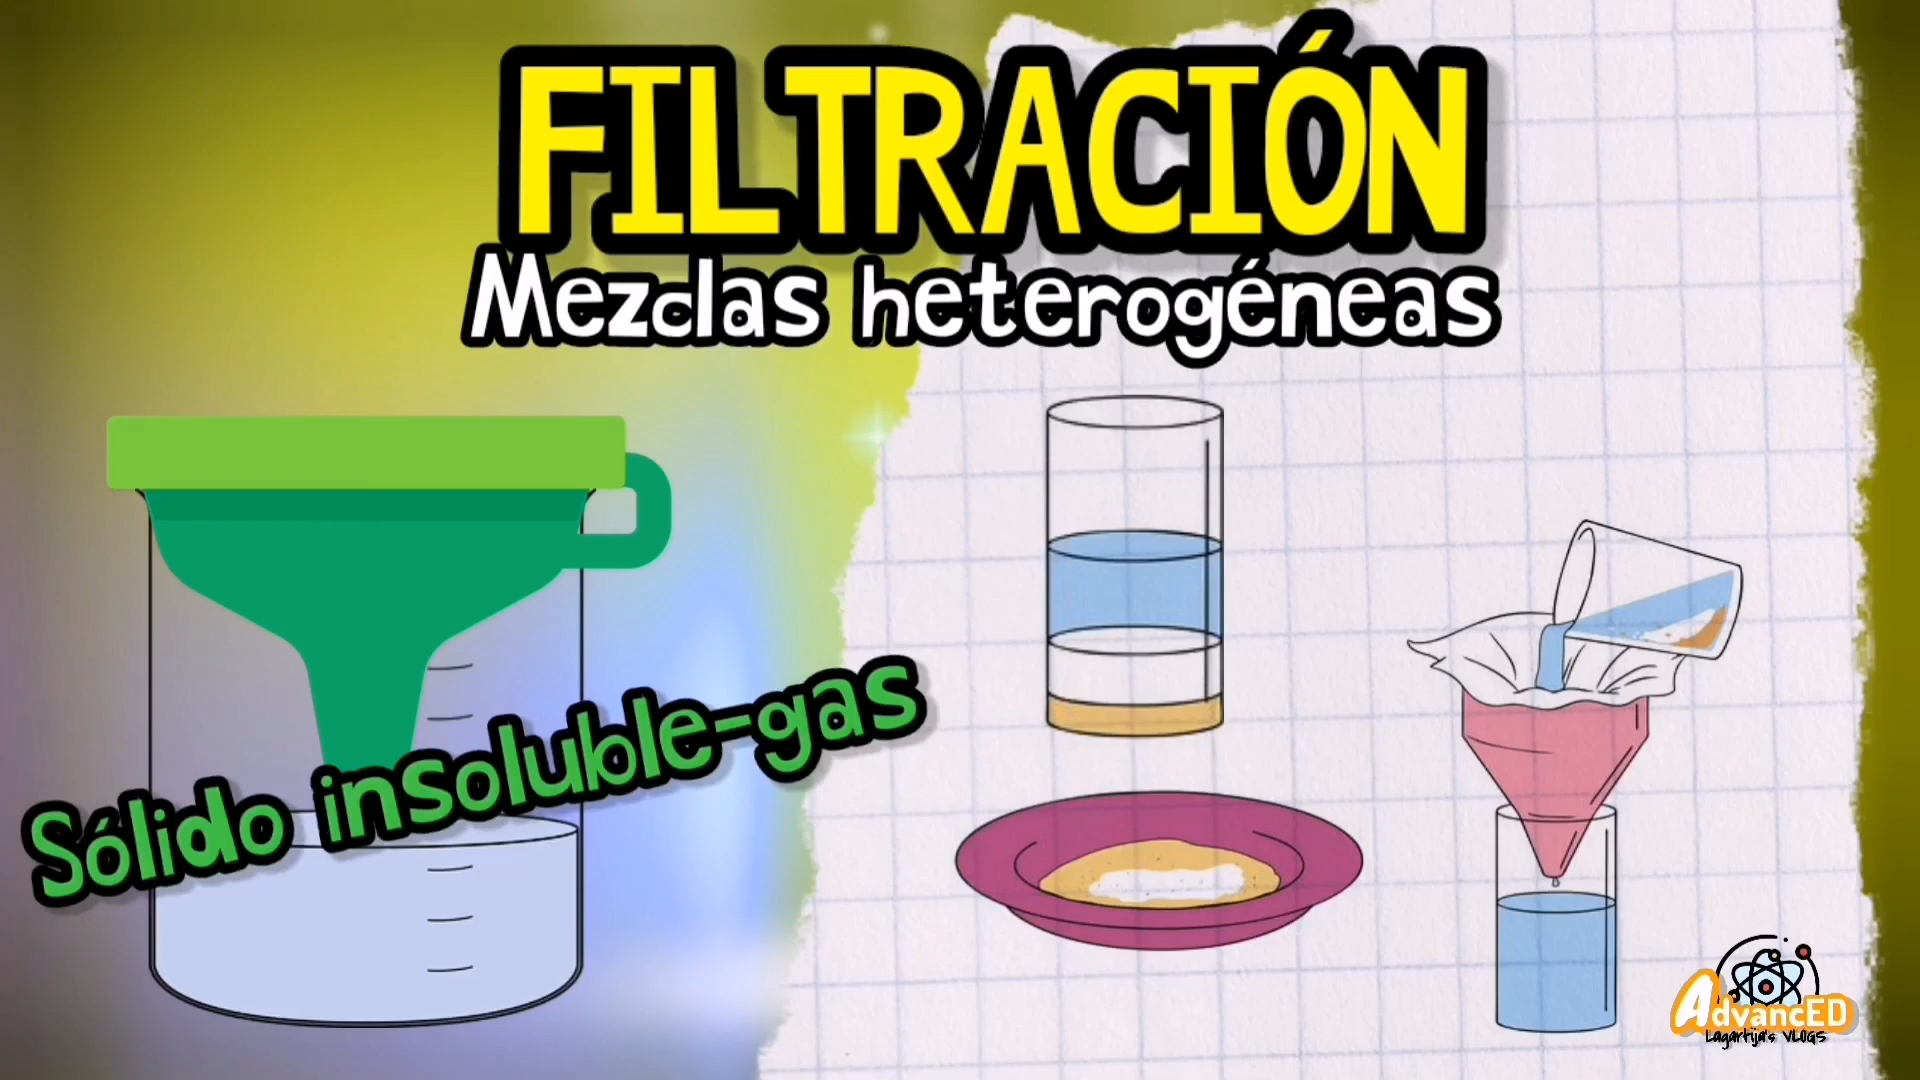 FILTRACIÓN
Mezclas heterogéneas
Sólido insoluble-gas
AdvancED
Lagartija's VLOGS